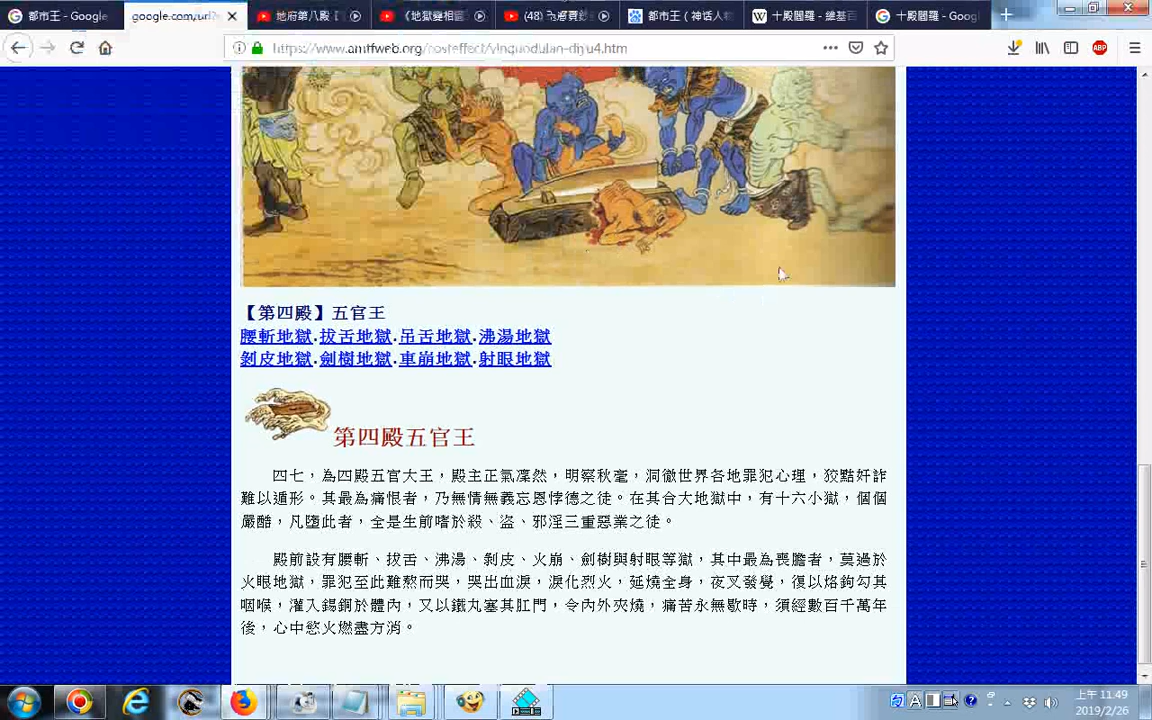 都市王 - Google
google.com/url?
地府第八殿
《地獄變相圖
(48)
都市王（神话人
十殿閻羅 - 維基百
十殿閻羅 - Googl
【第四殿】五官王
腰斬地獄.拔舌地獄.吊舌地獄.沸湯地獄
剝皮地獄.劍樹地獄.車崩地獄.射眼地獄
第四殿五官王
四七，為四殿五官大王，殿主正氣凜然，明察秋毫，洞徹世界各地罪犯心理，狡黠奸詐
難以遁形。其最為痛恨者，乃無情無義忘恩悖德之徒。在其合大地獄中，有十六小獄，個個
嚴酷，凡墮此者，全是生前嗜於殺、盜、邪淫三重惡業之徒。
殿前設有腰斬、拔舌、沸湯、剝皮、火崩、劍樹與射眼等獄，其中最為喪膽者，莫過於
火眼地獄，罪犯至此難熬而哭，哭出血淚，淚化烈火，延燒全身，夜叉發覺，復以烙鉤勾其
咽喉，灌入錫銅於體內，又以鐵丸塞其肛門，令內外夾燒，痛苦永無歇時，須經數百千萬年
後，心中慾火燃盡方消。
ABP
上午 11:49
2019/2/26